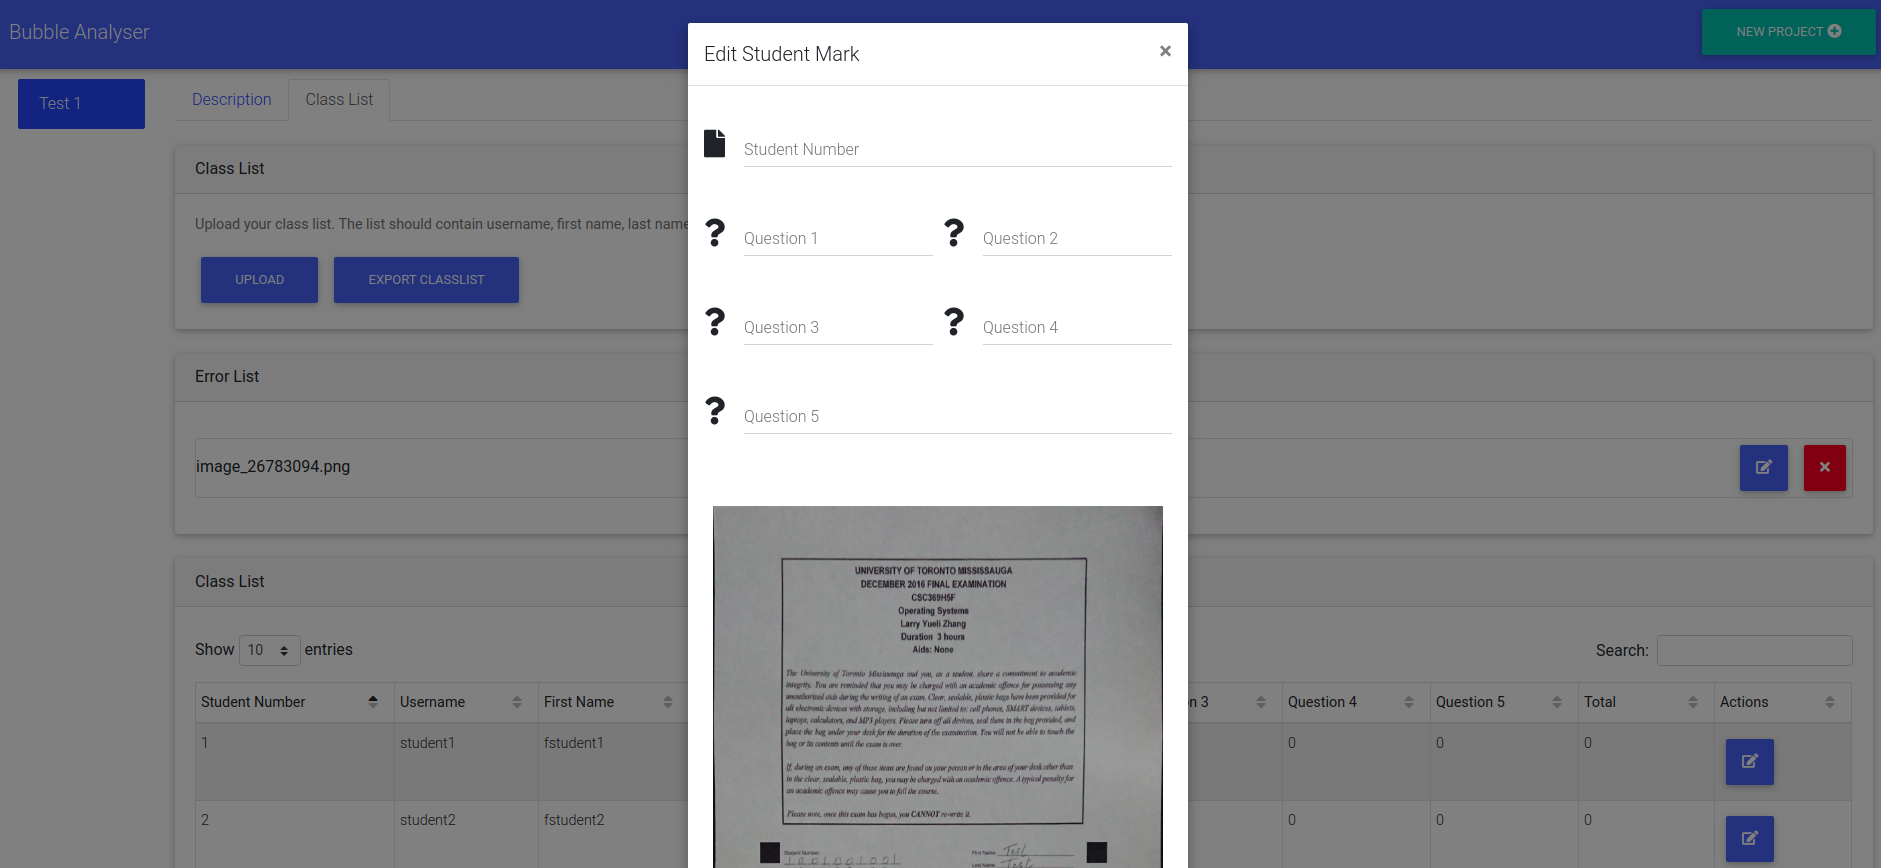 Bubble Analyser
NEW PROJECT
Test 1
Description
Class List
Class List
Upload your class list. The list should contain username, first name, last name
UPLOAD
EXPORT CLASSLIST
Error List
image_26783094.png
Class List
Show 10 entries
Search:
Student Number
Username
First Name
n 3
Question 4
Question 5
Total
Actions
1
student1
fstudent1
0
0
0
2
student2
fstudent2
0
0
0
Edit Student Mark
×
Student Number
Question 1
Question 2
Question 3
Question 4
Question 5
UNIVERSITY OF TORONTO MISSISSAUGA
DECEMBER 2016 FINAL EXAMINATION
CSC369H5F
Operating Systems
Larry Yueli Zhang
Duration 3 hours
Aids: None
The University of Toronto Mississauga and you, as a student, share a commitment to academic
integrity. You are reminded that you may be charged with an academic offence for possessing any
unauthorized aids during the writing of an exam. Clear, sealable, plastic bags have been provided for
all electronic devices with storage, including but not limited to: cell phones, SMART devices, tablets,
laptops, calculators, and MP3 players. Please turn off all devices, seal them in the bag provided, and
place the bag under your desk for the duration of the examination. You will not be able to touch the
bag or its contents until the exam is over.
If, during an exam, any of these items are found on your person or in the area of your desk other than
in the clear, sealable, plastic bag, you may be charged with an academic offence. A typical penalty for
an academic offence may cause you to fail the course.
Please note, once this exam has begun, you CANNOT re-write it.
Student Number
1001001001
First Name: Test
Last Name: Test